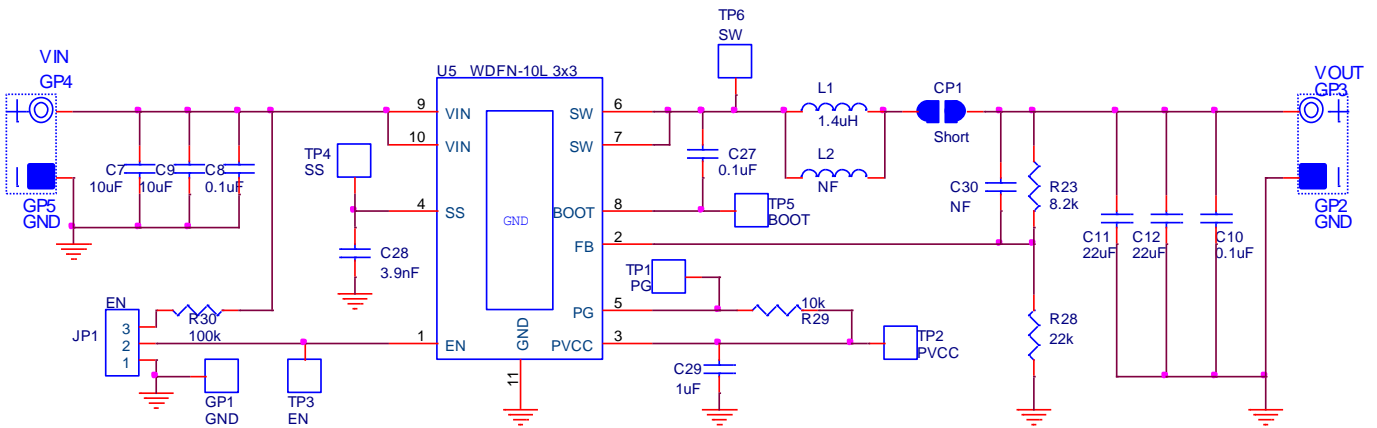 TP6
SW
VIN
GP4
U5 WDFN-10L 3x3
VOUT
GP3
L1
1.4uH
CP1
Short
9
VIN
10
VIN
SW
6
SW
7
C7
10uF
C9
10uF
C8
0.1uF
TP4
SS
C27
0.1uF
L2
NF
C30
NF
R23
8.2k
GP5
GND
4
SS
GND
BOOT
8
TP5
BOOT
GP2
GND
FB
2
C28
3.9nF
C11
22uF
C12
22uF
C10
0.1uF
TP1
PG
EN
JP1
3
2
1
R30
100k
PG
5
10k
R29
R28
22k
1
EN
GND
11
PVCC
3
TP2
PVCC
C29
1uF
GP1
GND
TP3
EN